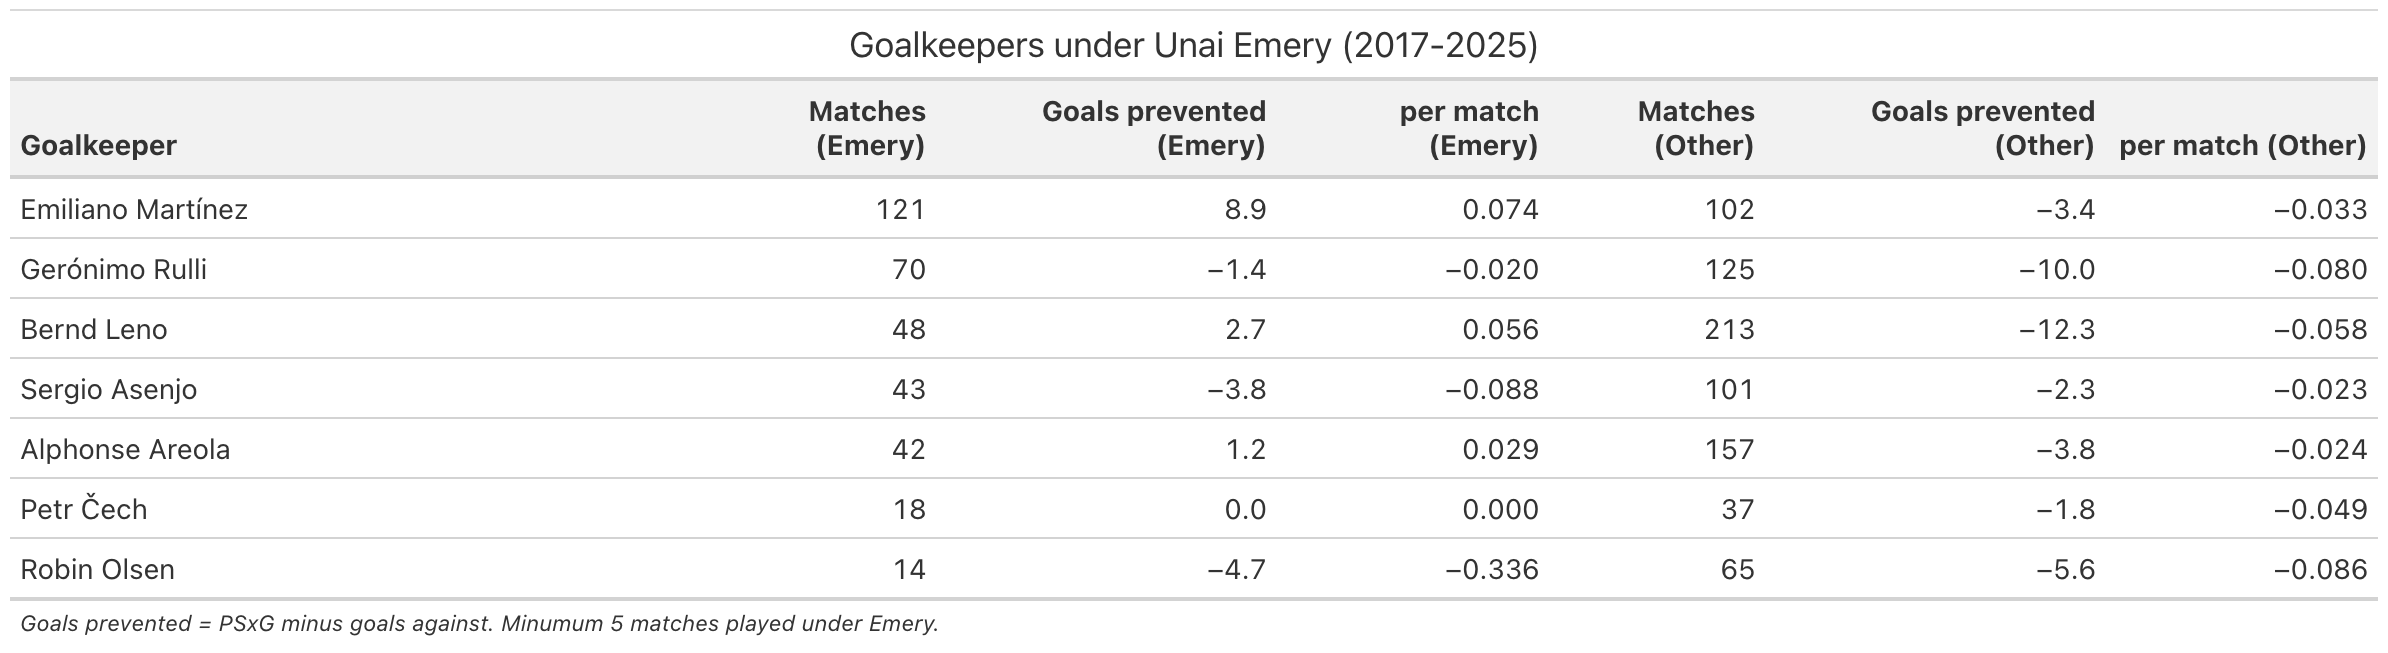 Goalkeepers under Unai Emery (2017-2025)
Goalkeeper Matches (Emery) Goals prevented (Emery) per match (Emery) Matches (Other) Goals prevented (Other) per match (Other)
Emiliano Martínez 121 8.9 0.074 102 −3.4 −0.033
Gerónimo Rulli 70 −1.4 −0.020 125 −10.0 −0.080
Bernd Leno 48 2.7 0.056 213 −12.3 −0.058
Sergio Asenjo 43 −3.8 −0.088 101 −2.3 −0.023
Alphonse Areola 42 1.2 0.029 157 −3.8 −0.024
Petr Čech 18 0.0 0.000 37 −1.8 −0.049
Robin Olsen 14 −4.7 −0.336 65 −5.6 −0.086
Goals prevented = PSxG minus goals against. Minumum 5 matches played under Emery.